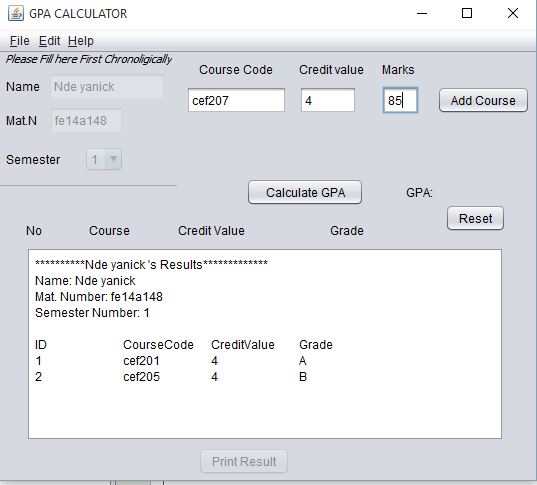 GPA CALCULATOR
File Edit Help
Please Fill here First Chronoligically
Course Code Credit value Marks
Name Nde yanick
cef207 4 85 Add Course
Mat.N fe14a148
Semester 1
Calculate GPA GPA:
Reset
No Course Credit Value Grade
**********Nde yanick 's Results*************
Name: Nde yanick
Mat. Number: fe14a148
Semester Number: 1
ID CourseCode CreditValue Grade
1 cef201 4 A
2 cef205 4 B
Print Result